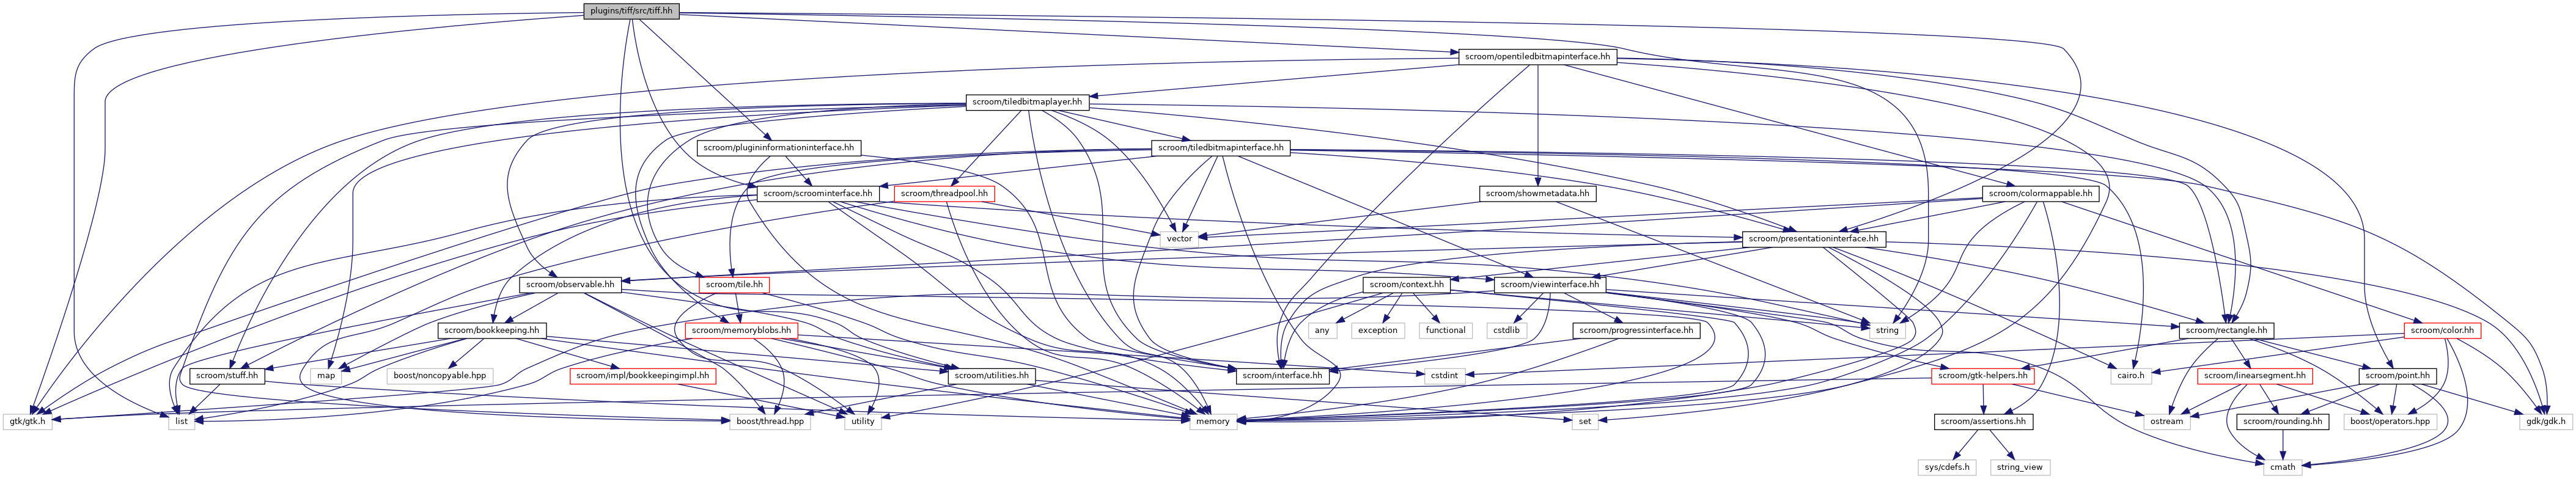 plugins/tiff/src/tiff.hh
scroom/opentiledbitmapinterface.hh
scroom/tiledbitmaplayer.hh
scroom/plugininformationinterface.hh
scroom/tiledbitmapinterface.hh
scroom/scroominterface.hh
scroom/threadpool.hh
scroom/showmetadata.hh
scroom/colormappable.hh
vector
scroom/presentationinterface.hh
scroom/observable.hh
scroom/tile.hh
scroom/context.hh
scroom/viewinterface.hh
scroom/bookkeeping.hh
scroom/memoryblobs.hh
any
exception
functional
cstdlib
scroom/progressinterface.hh
string
scroom/rectangle.hh
scroom/color.hh
scroom/stuff.hh
map
boost/noncopyable.hpp
scroom/impl/bookkeepingimpl.hh
scroom/utilities.hh
scroom/interface.hh
cstdint
scroom/gtk-helpers.hh
cairo.h
scroom/linearsegment.hh
scroom/point.hh
gtk/gtk.h
list
boost/thread.hpp
utility
memory
set
scroom/assertions.hh
ostream
scroom/rounding.hh
boost/operators.hpp
gdk/gdk.h
sys/cdefs.h
string_view
cmath